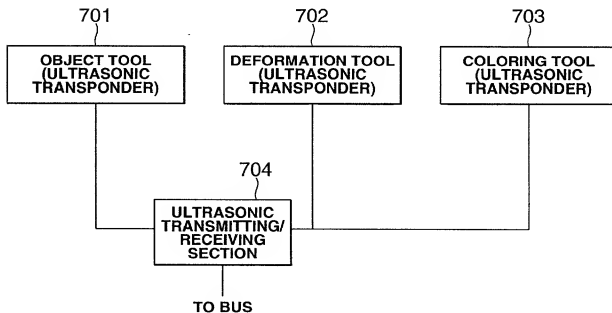 701
OBJECT TOOL
(ULTRASONIC
TRANSPONDER)
702
DEFORMATION TOOL
(ULTRASONIC
TRANSPONDER)
703
COLORING TOOL
(ULTRASONIC
TRANSPONDER)
704
ULTRASONIC
TRANSMITTING/
RECEIVING
SECTION
TO BUS